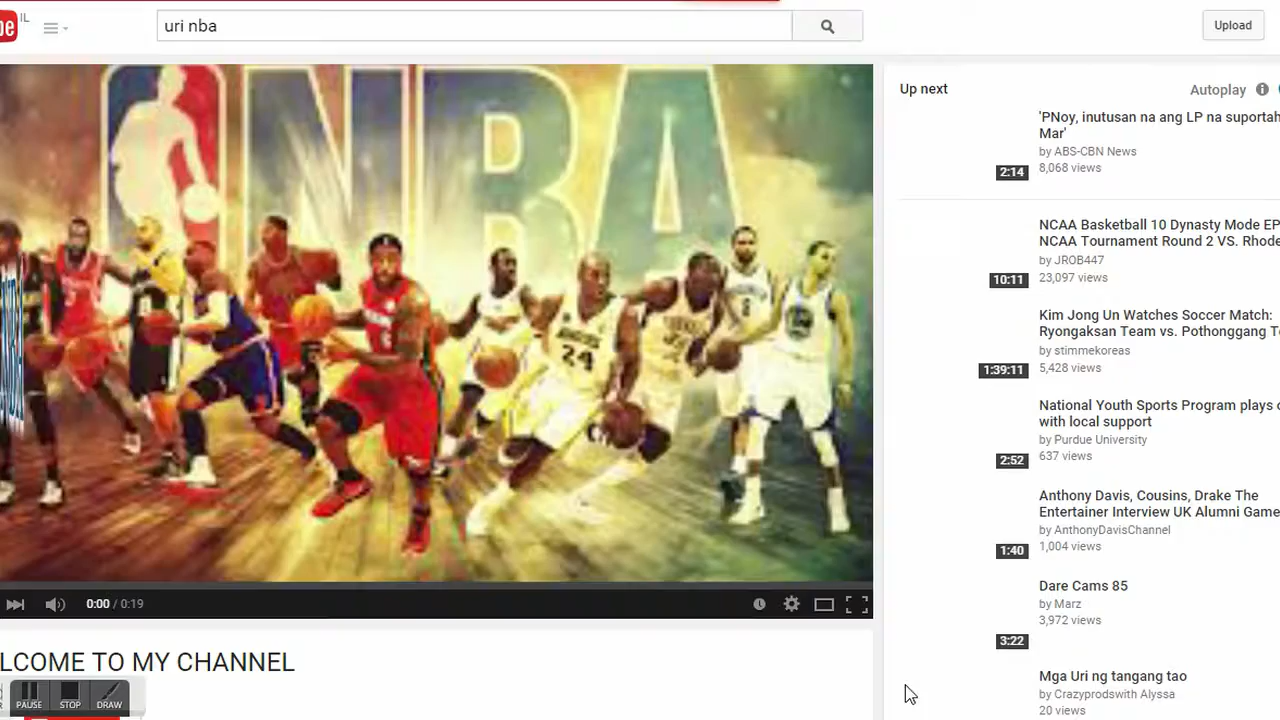 be IL
uri nba
Upload
NBA
24
Up next
Autoplay
'PNoy, inutusan na ang LP na suportah
Mar'
by ABS-CBN News
8,068 views
2:14
NCAA Basketball 10 Dynasty Mode EP
NCAA Tournament Round 2 VS. Rhode
by JROB447
23,097 views
10:11
Kim Jong Un Watches Soccer Match:
Ryongaksan Team vs. Pothonggang T
by stimmekoreas
5,428 views
1:39:11
National Youth Sports Program plays o
with local support
by Purdue University
637 views
2:52
Anthony Davis, Cousins, Drake The
Entertainer Interview UK Alumni Game
by AnthonyDavisChannel
1,004 views
1:40
Dare Cams 85
by Marz
3,972 views
3:22
Mga Uri ng tangang tao
by Crazyprodswith Alyssa
20 views
0:00 / 0:19
LCOME TO MY CHANNEL
PAUSE STOP DRAW